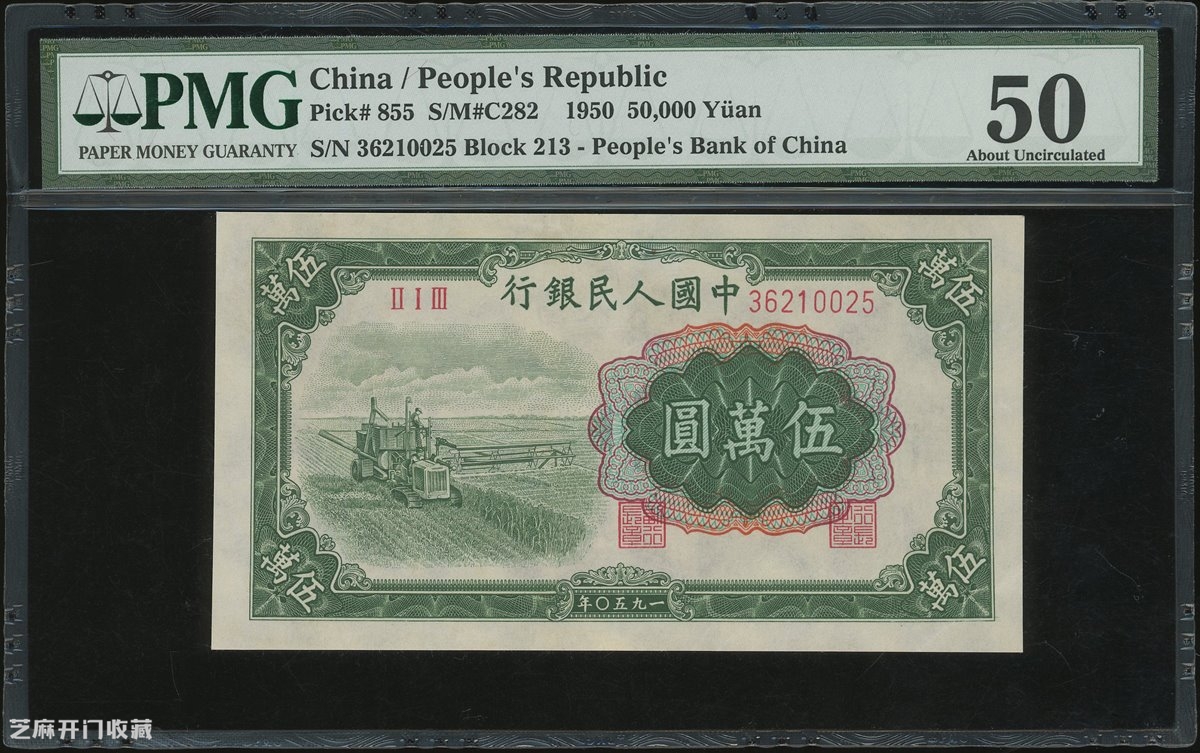 PMG
PAPER MONEY GUARANTY
China / People's Republic
Pick# 855 S/M#C282 1950 50,000 Yüan
S/N 36210025 Block 213 - People's Bank of China
50
About Uncirculated
伍萬
伍萬
行銀民人國中
II I III
36210025
圓萬伍
伍萬
伍萬
年〇五九一
芝麻开门收藏